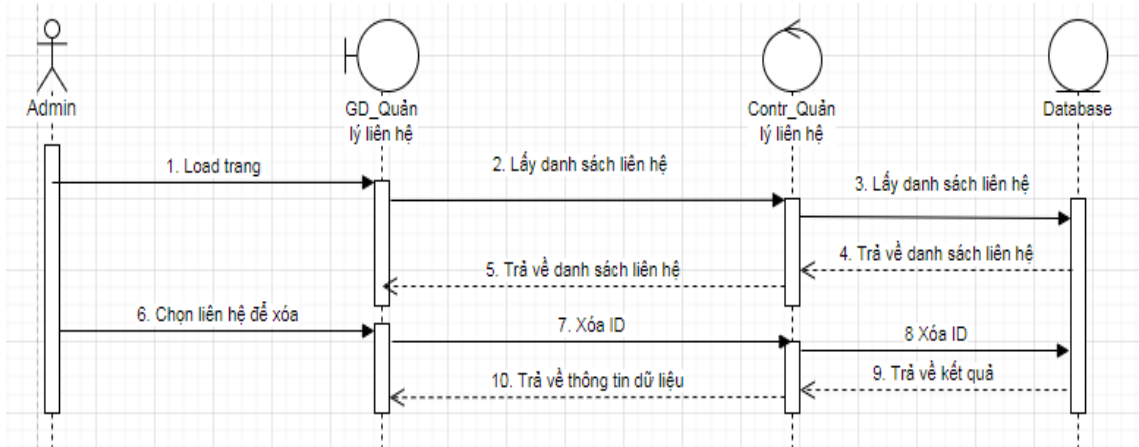 Admin
GD_Quản
lý liên hệ
Contr_Quản
lý liên hệ
Database
1. Load trang
2. Lấy danh sách liên hệ
3. Lấy danh sách liên hệ
4. Trả về danh sách liên hệ
5. Trả về danh sách liên hệ
6. Chọn liên hệ để xóa
7. Xóa ID
8 Xóa ID
9. Trả về kết quả
10. Trả về thông tin dữ liệu